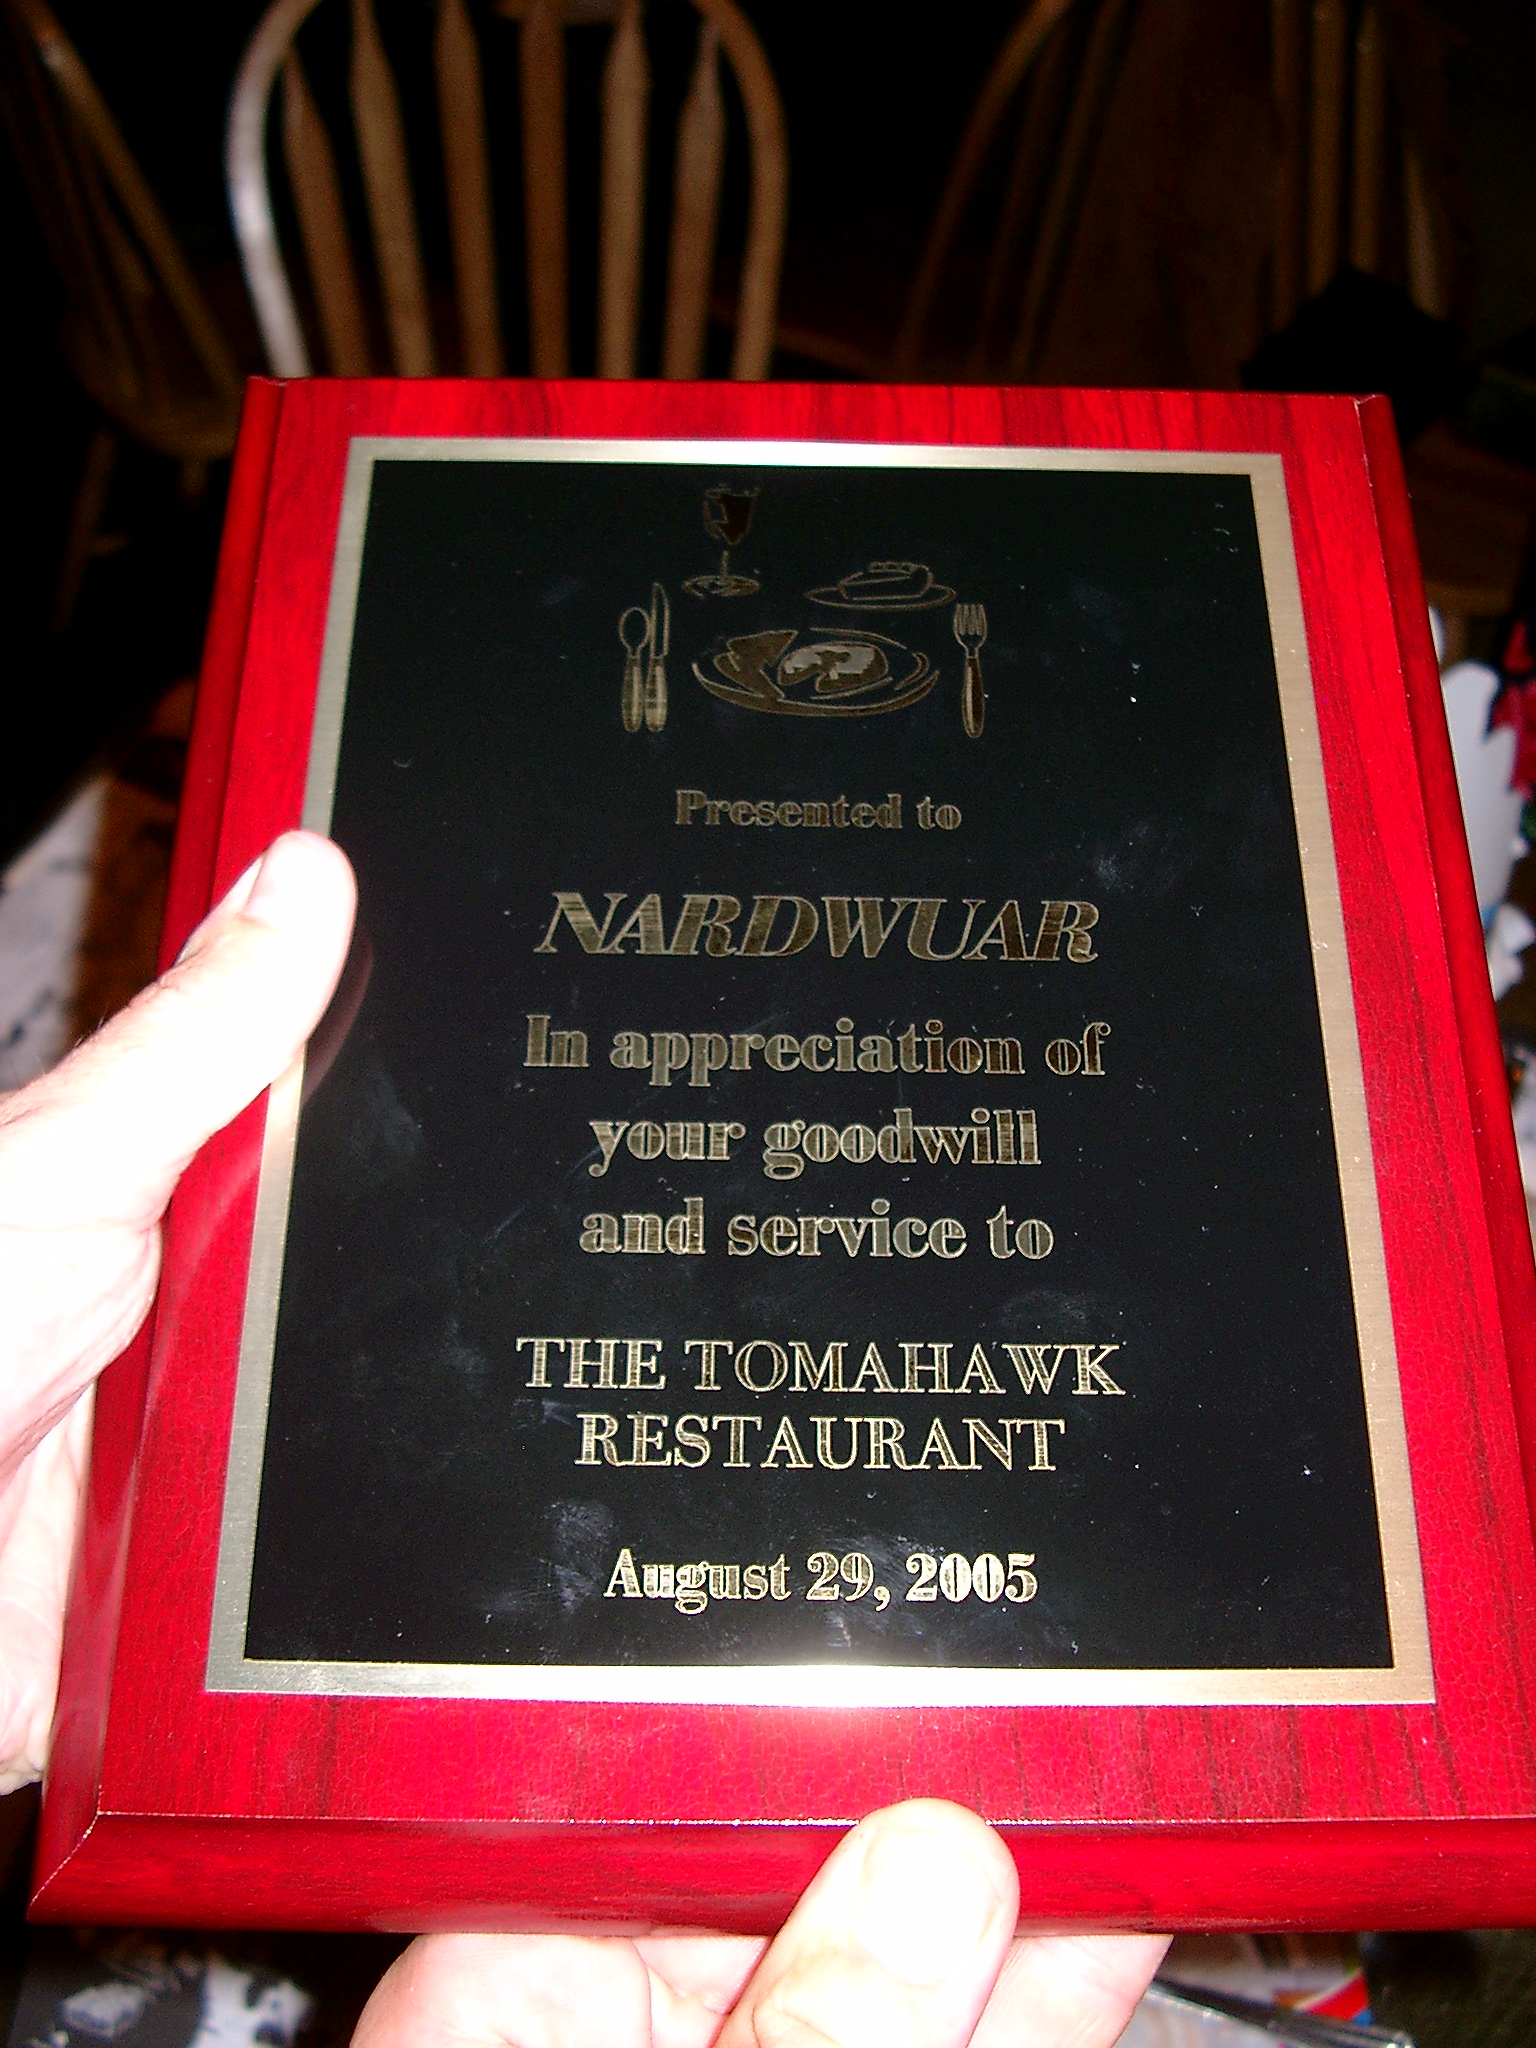 Presented to
NARDWUAR
In appreciation of
your goodwill
and service to
THE TOMAHAWK
RESTAURANT
August 29, 2005